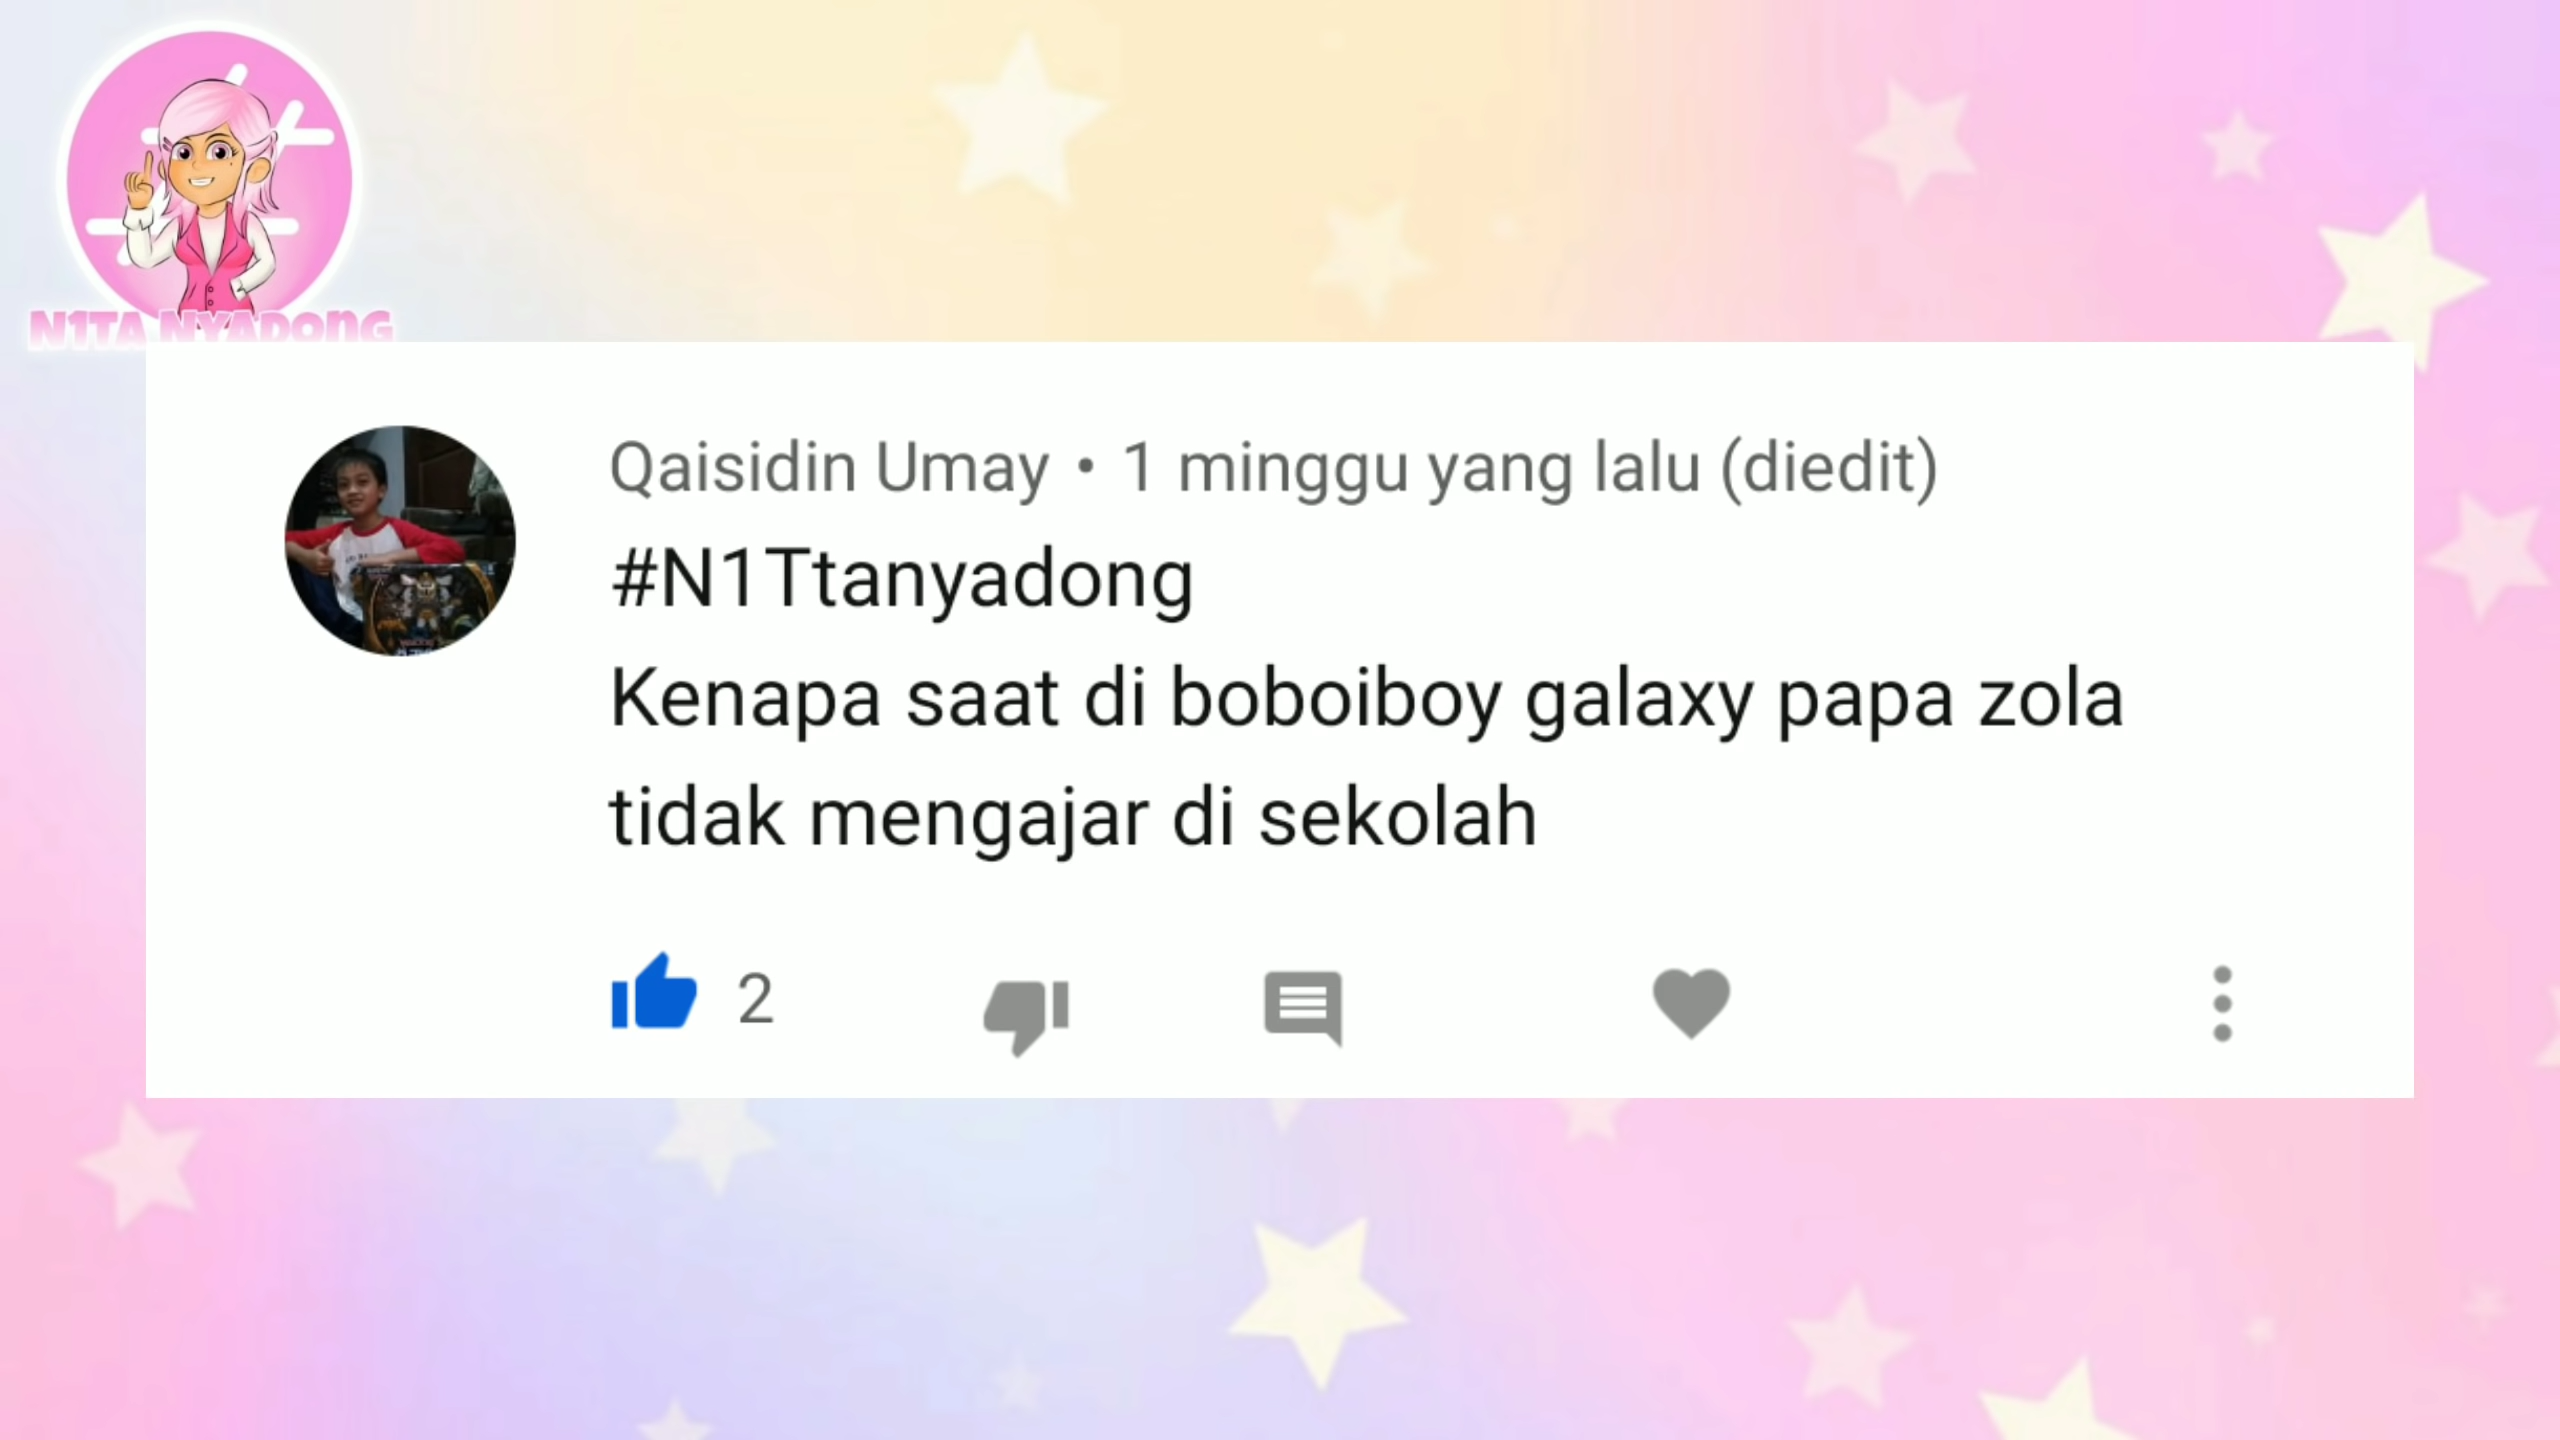 N1TA NYADONG
Qaisidin Umay • 1 minggu yang lalu (diedit)
#N1Ttanyadong
Kenapa saat di boboiboy galaxy papa zola
tidak mengajar di sekolah
2